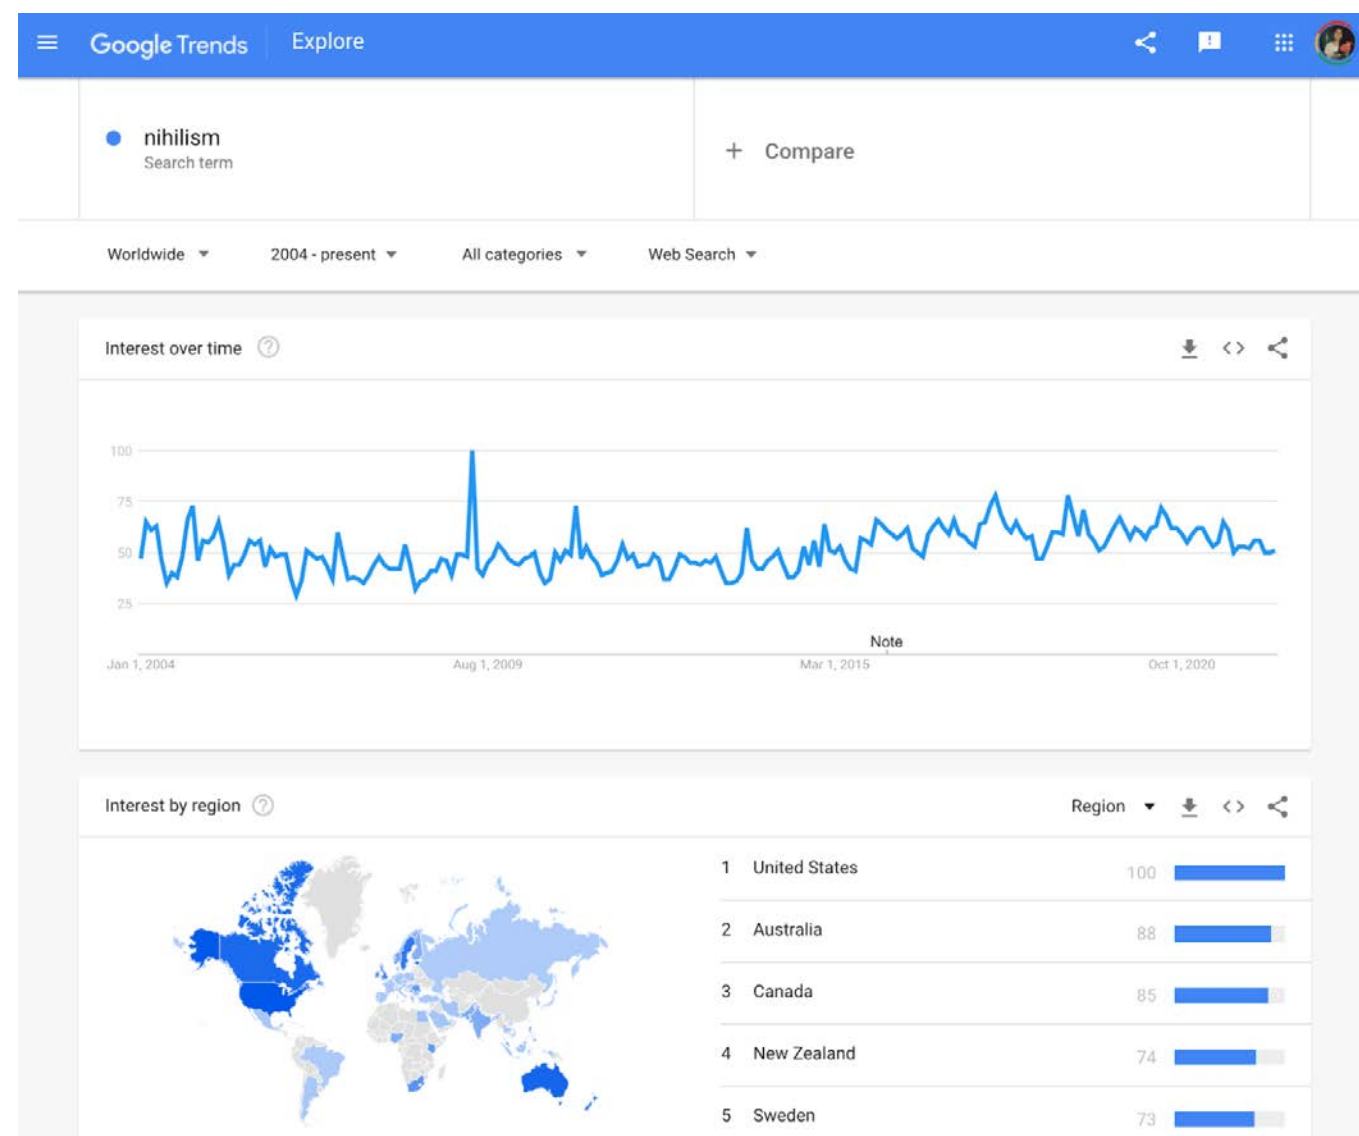 Google Trends Explore
nihilism
Search term
+ Compare
Worldwide 2004 - present All categories Web Search
Interest over time
100
75
50
25
Note
Jan 1, 2004 Aug 1, 2009 Mar 1, 2015 Oct 1, 2020
Interest by region Region
1 United States 100
2 Australia 88
3 Canada 85
4 New Zealand 74
5 Sweden 73